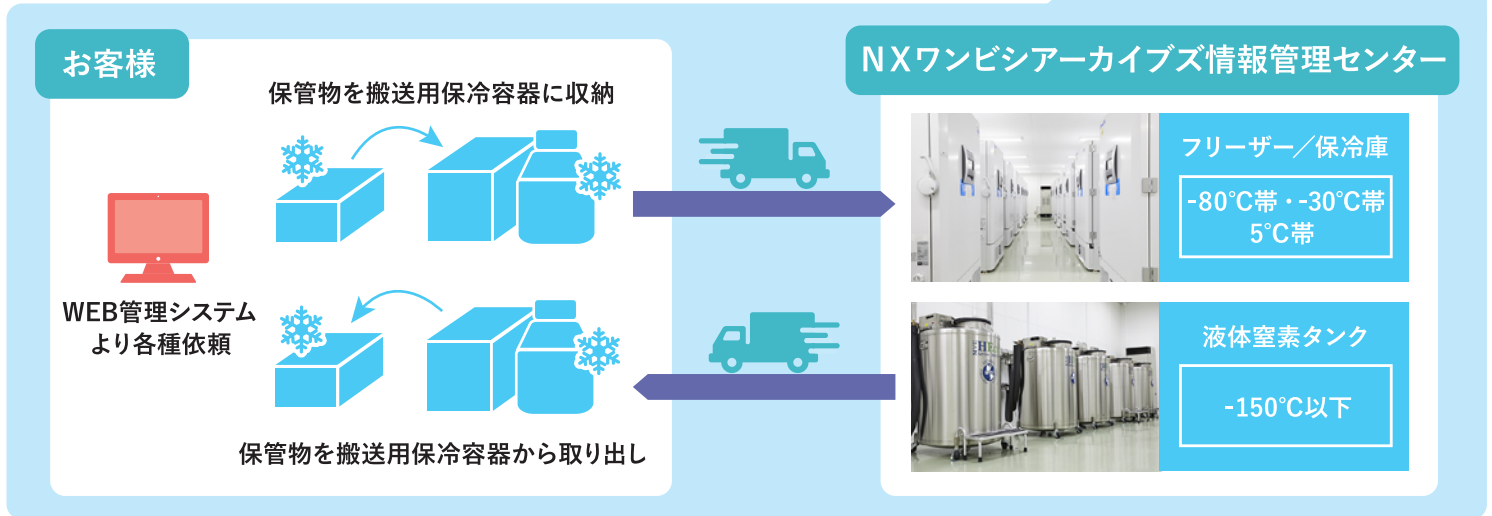 お客様
保管物を搬送用保冷容器に収納
WEB管理システム
より各種依頼
保管物を搬送用保冷容器から取り出し
NXワンビシアーカイブズ情報管理センター
フリーザー／保冷庫
-80℃帯・-30℃帯
5℃帯
液体窒素タンク
-150℃以下